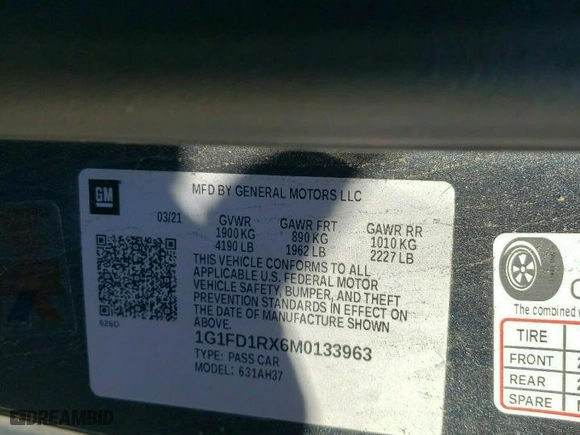 GM
MFD BY GENERAL MOTORS LLC
03/21 GVWR GAWR FRT GAWR RR
1900 KG 890 KG 1010 KG
4190 LB 1962 LB 2227 LB
THIS VEHICLE CONFORMS TO ALL
APPLICABLE U.S. FEDERAL MOTOR
VEHICLE SAFETY, BUMPER, AND THEFT
PREVENTION STANDARDS IN EFFECT ON
THE DATE OF MANUFACTURE SHOWN
ABOVE.
1G1FD1RX6M0133963
TYPE: PASS CAR
MODEL: 631AH37
626D
The combined
TIRE
FRONT
REAR
SPARE
DREAMBID